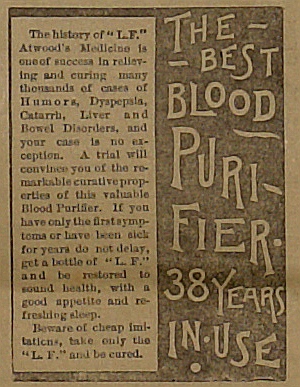 The history of "L.F."
Atwood's Medicine is
one of success in reliev-
ing and curing many
thousands of cases of
Humors, Dyspepsia,
Catarrh, Liver and
Bowel Disorders, and
your case is no ex-
ception. A trial will
convince you of the re-
markable curative prop-
erties of this valuable
Blood Purifier. If you
have only the first symp-
toms or have been sick
for years do not delay,
get a bottle of "L. F."
and be restored to
sound health, with a
good appetite and re-
freshing sleep.
Beware of cheap imi-
tations, take only the
"L. F." and be cured.
THE
BEST
BLOOD
PURI-
FIER.
38 YEARS
IN·USE